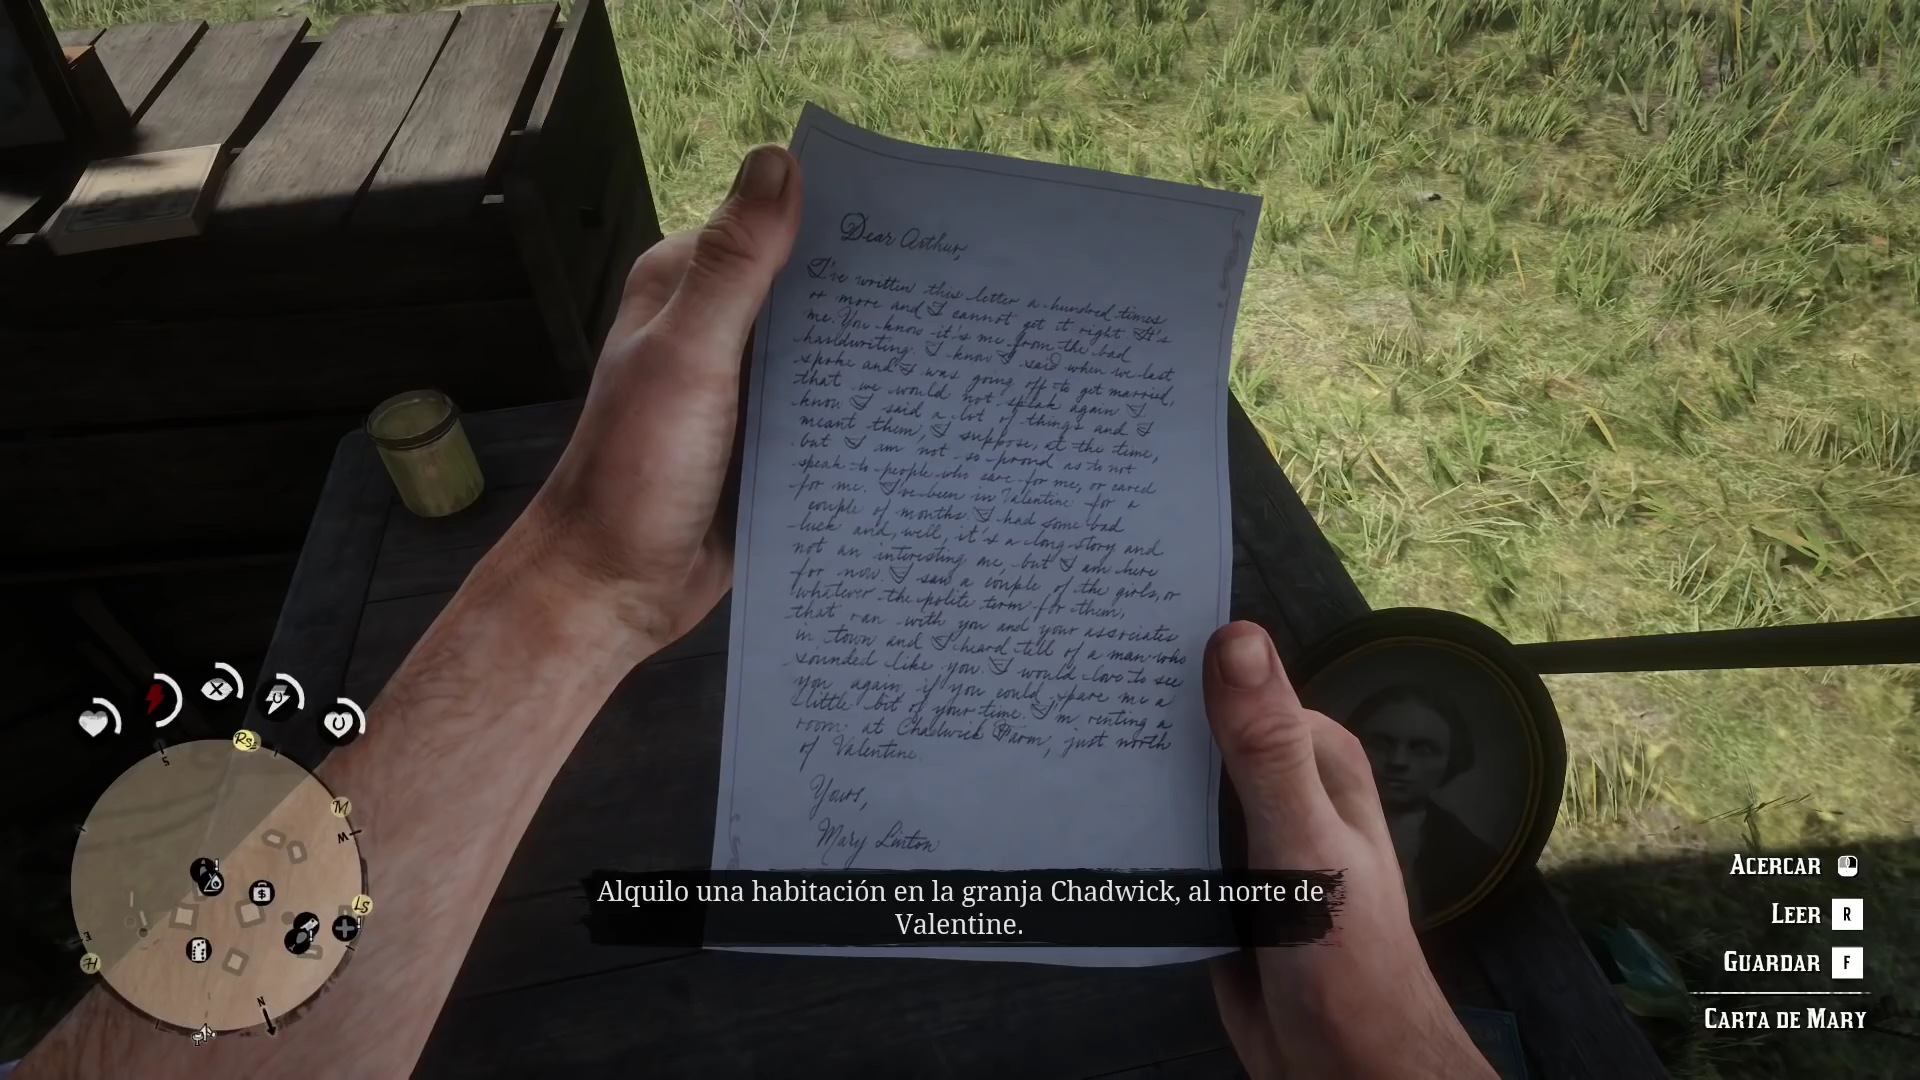 Dear Arthur,
I've written this letter a hundred times
or more and I cannot get it right. It's
me. You know it's me from the bad
handwriting. I know I said when we last
spoke and I was going off to get married,
that we would not speak again I
know I said a lot of things and I
meant them, I suppose, at the time,
but I am not so proud as to not
speak to people who care for me, or cared
for me. I've been in Valentine for a
couple of months. I had some bad
luck and, well, it's a long story and
not an interesting me, but I am here
for now. I saw a couple of the girls, or
whatever the polite term for them,
that ran with you and your associates
in town and I heard tell of a man who
sounded like you. I would love to see
you again, if you could spare me a
little bit of your time. I'm renting a
room at Chadwick Farm, just north
of Valentine.
Yours,
Mary Linton
Alquilo una habitación en la granja Chadwick, al norte de
Valentine.
ACERCAR
LEER R
GUARDAR F
CARTA DE MARY
RS
S
M
W
LS
E
H
N